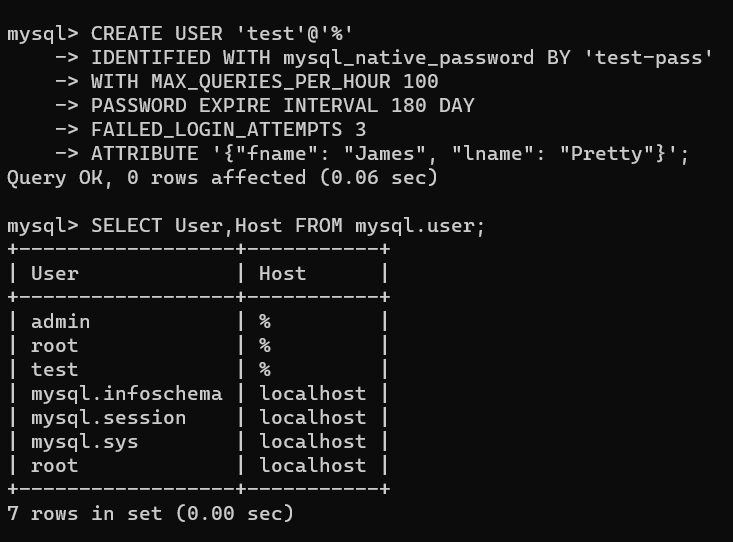 mysql> CREATE USER 'test'@'%'
    -> IDENTIFIED WITH mysql_native_password BY 'test-pass'
    -> WITH MAX_QUERIES_PER_HOUR 100
    -> PASSWORD EXPIRE INTERVAL 180 DAY
    -> FAILED_LOGIN_ATTEMPTS 3
    -> ATTRIBUTE '{"fname": "James", "lname": "Pretty"}';
Query OK, 0 rows affected (0.06 sec)

mysql> SELECT User,Host FROM mysql.user;
+------------------+-----------+
| User             | Host      |
+------------------+-----------+
| admin            | %         |
| root             | %         |
| test             | %         |
| mysql.infoschema | localhost |
| mysql.session    | localhost |
| mysql.sys        | localhost |
| root             | localhost |
+------------------+-----------+
7 rows in set (0.00 sec)